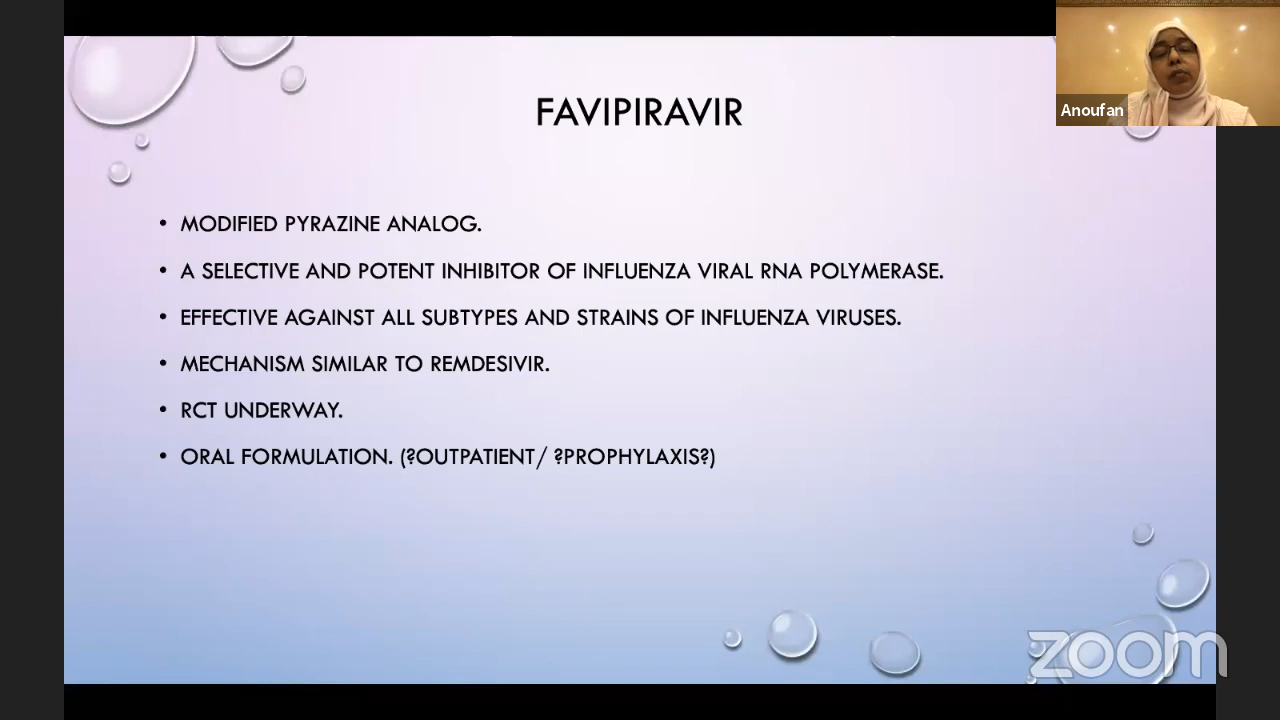 FAVIPIRAVIR
Anoufan
• MODIFIED PYRAZINE ANALOG.
• A SELECTIVE AND POTENT INHIBITOR OF INFLUENZA VIRAL RNA POLYMERASE.
• EFFECTIVE AGAINST ALL SUBTYPES AND STRAINS OF INFLUENZA VIRUSES.
• MECHANISM SIMILAR TO REMDESIVIR.
• RCT UNDERWAY.
• ORAL FORMULATION. (?OUTPATIENT/ ?PROPHYLAXIS?)
zoom